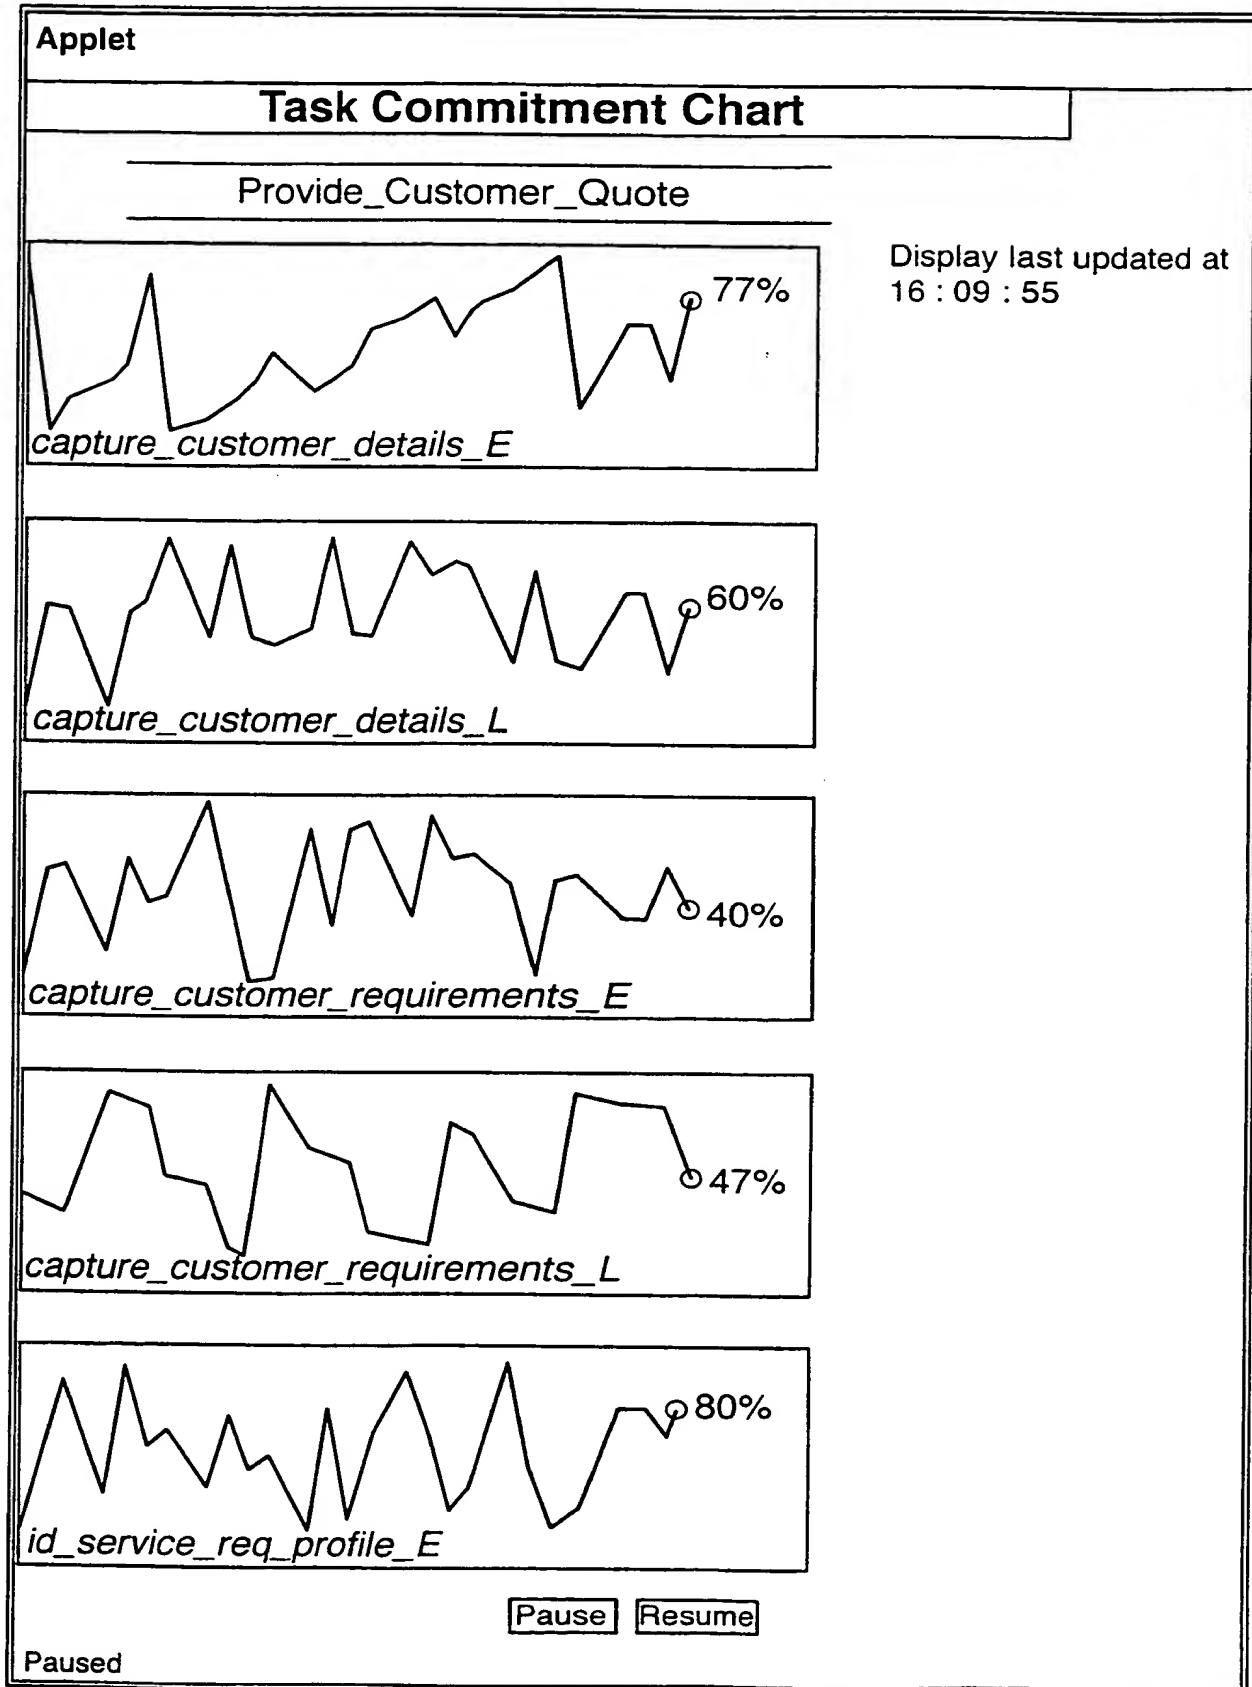 Applet
Task Commitment Chart
Provide_Customer_Quote
Display last updated at
16 : 09 : 55
77%
capture_customer_details_E
60%
capture_customer_details_L
40%
capture_customer_requirements_E
47%
capture_customer_requirements_L
80%
id_service_req_profile_E
Pause Resume
Paused